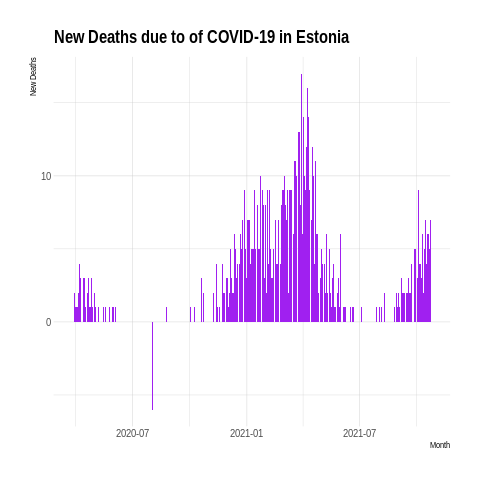 New Deaths due to of COVID-19 in Estonia
New Deaths
10
0
2020-07
2021-01
2021-07
Month